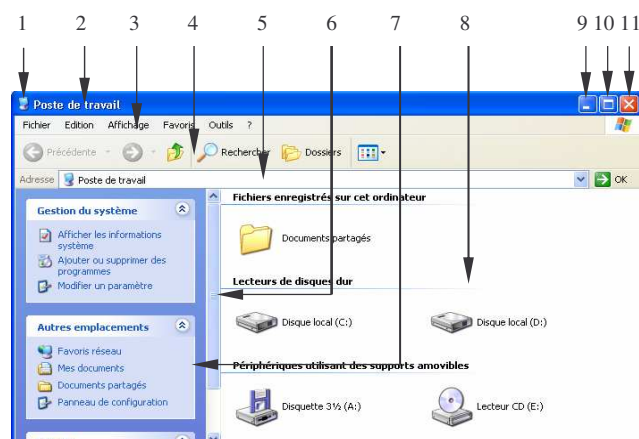 1 2 3 4 5 6 7 8 9 10 11
Poste de travail
Fichier Edition Affichage Favoris Outils ?
Précédente Rechercher Dossiers
Adresse Poste de travail OK
Gestion du système
Afficher les informations
système
Ajouter ou supprimer des
programmes
Modifier un paramètre
Autres emplacements
Favoris réseau
Mes documents
Documents partagés
Panneau de configuration
Fichiers enregistrés sur cet ordinateur
Documents partagés
Lecteurs de disques dur
Disque local (C:) Disque local (D:)
Périphériques utilisant des supports amovibles
Disquette 3½ (A:) Lecteur CD (E:)